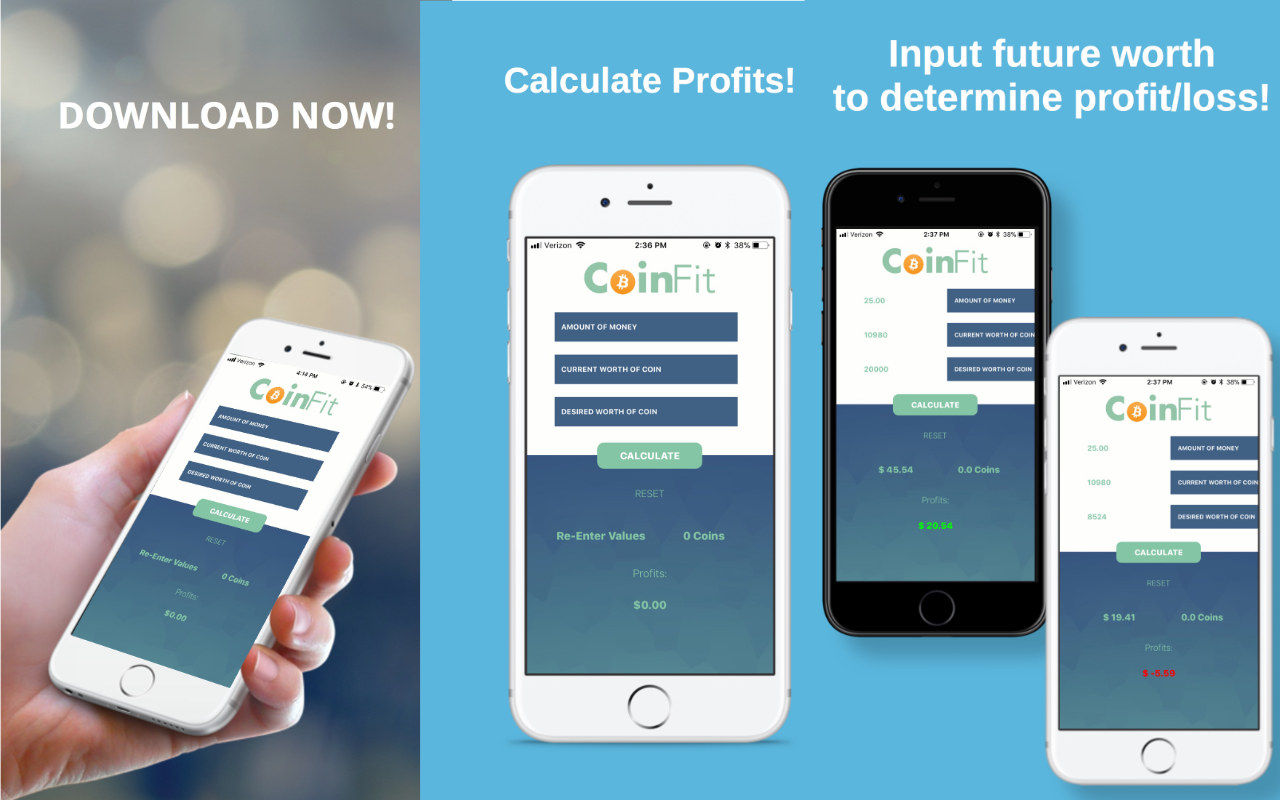 DOWNLOAD NOW!
Verizon
4:14 PM
54%
CoinFit
AMOUNT OF MONEY
CURRENT WORTH OF COIN
DESIRED WORTH OF COIN
CALCULATE
RESET
Re-Enter Values
0 Coins
Profits:
$0.00
Calculate Profits!
Verizon
2:36 PM
38%
CoinFit
AMOUNT OF MONEY
CURRENT WORTH OF COIN
DESIRED WORTH OF COIN
CALCULATE
RESET
Re-Enter Values 0 Coins
Profits:
$0.00
Input future worth
to determine profit/loss!
Verizon 2:37 PM 38%
CoinFit
25.00 AMOUNT OF MONEY
10980 CURRENT WORTH OF COIN
20000 DESIRED WORTH OF COIN
CALCULATE
RESET
$ 45.54 0.0 Coins
Profits:
$ 20.54
Verizon 2:37 PM 38%
CoinFit
25.00 AMOUNT OF MONEY
10980 CURRENT WORTH OF COIN
8524 DESIRED WORTH OF COIN
CALCULATE
RESET
$ 19.41 0.0 Coins
Profits:
$ -5.59